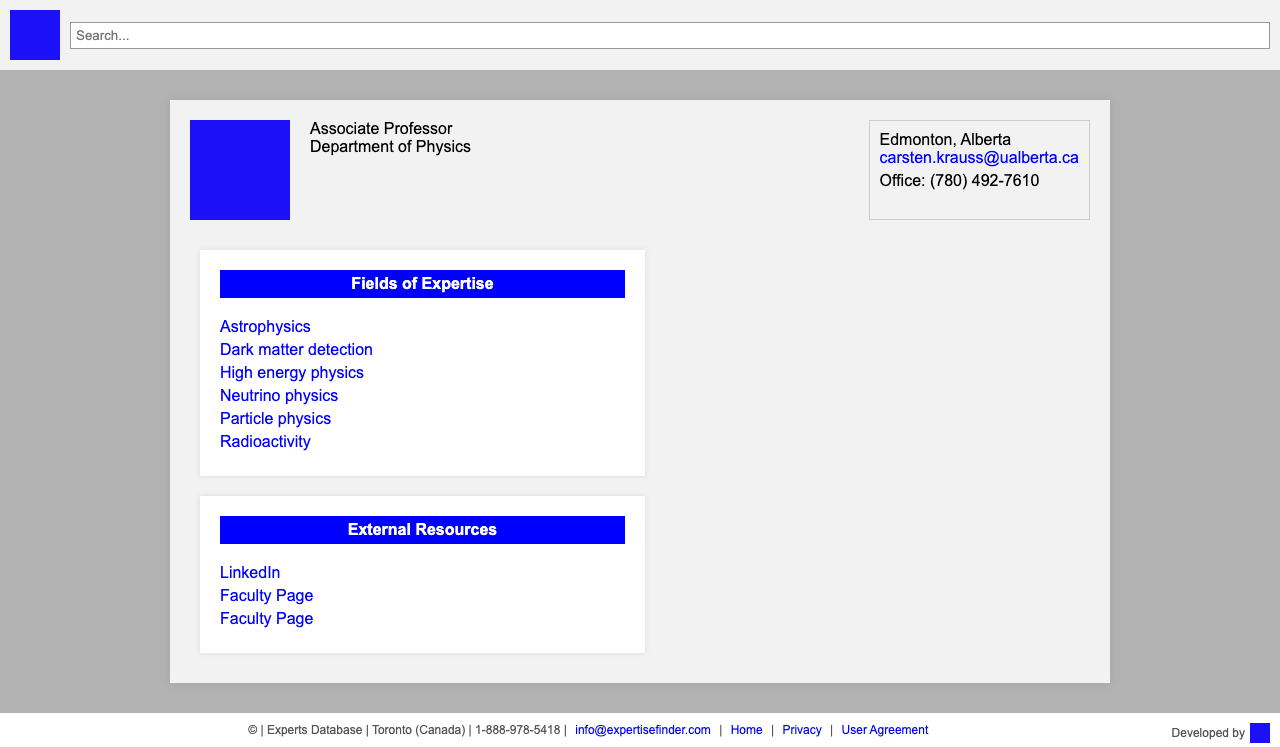 Search...
Associate Professor
Department of Physics
Edmonton, Alberta
carsten.krauss@ualberta.ca
Office: (780) 492-7610
Fields of Expertise
Astrophysics
Dark matter detection
High energy physics
Neutrino physics
Particle physics
Radioactivity
External Resources
LinkedIn
Faculty Page
Faculty Page
© | Experts Database | Toronto (Canada) | 1-888-978-5418 | info@expertisefinder.com | Home | Privacy | User Agreement
Developed by